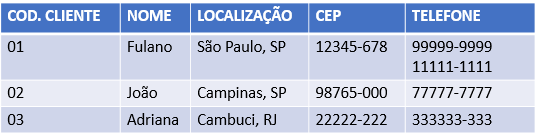 COD. CLIENTE NOME LOCALIZAÇÃO CEP TELEFONE
01 Fulano São Paulo, SP 12345-678 99999-9999
11111-1111
02 João Campinas, SP 98765-000 77777-7777
03 Adriana Cambuci, RJ 22222-222 333333-333